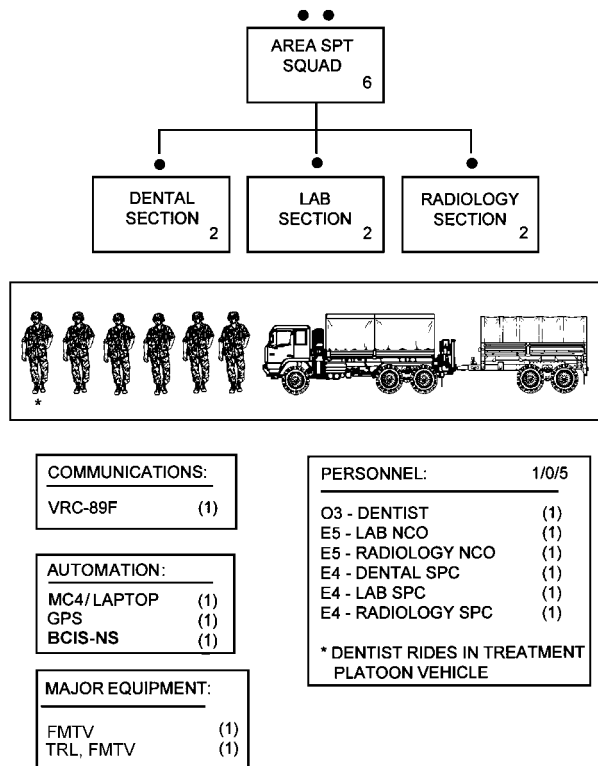 AREA SPT
SQUAD
6
DENTAL
SECTION
2
LAB
SECTION
2
RADIOLOGY
SECTION
2
*
COMMUNICATIONS:
VRC-89F (1)
AUTOMATION:
MC4/LAPTOP (1)
GPS (1)
BCIS-NS (1)
MAJOR EQUIPMENT:
FMTV (1)
TRL, FMTV (1)
PERSONNEL: 1/0/5
O3 - DENTIST (1)
E5 - LAB NCO (1)
E5 - RADIOLOGY NCO (1)
E4 - DENTAL SPC (1)
E4 - LAB SPC (1)
E4 - RADIOLOGY SPC (1)
* DENTIST RIDES IN TREATMENT
PLATOON VEHICLE